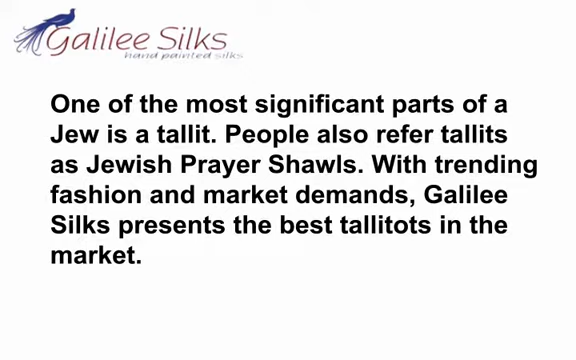 Galilee Silks
hand painted silks
One of the most significant parts of a
Jew is a tallit. People also refer tallits
as Jewish Prayer Shawls. With trending
fashion and market demands, Galilee
Silks presents the best tallitots in the
market.